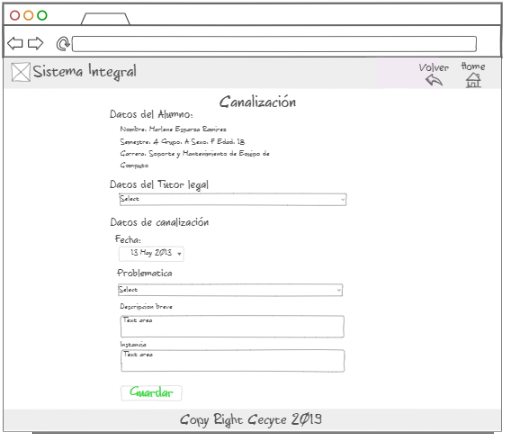 Sistema Integral
Volver
Home
Canalización
Datos del Alumno:
Nombre. Marlene Esparza Ramirez
Semestre. 4 Grupo. A Sexo. F Edad. 18
Carrera. Soporte y Mantenimiento de Equipo de
Computo
Datos del Tutor legal
Select
Datos de canalización
Fecha:
13 May 2013
Problematica
Select
Descripcion breve
Text area
Instancia
Text area
Guardar
Copy Right Cecyte 2013